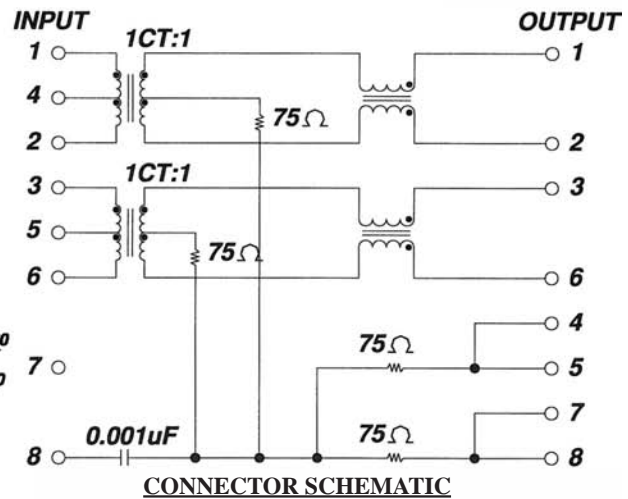 INPUT OUTPUT
1 1CT:1 1
4 75Ω
2 2
3 1CT:1 3
5 75Ω
6 6
4
75Ω
7 5
7
0.001uF 75Ω
8 8
CONNECTOR SCHEMATIC